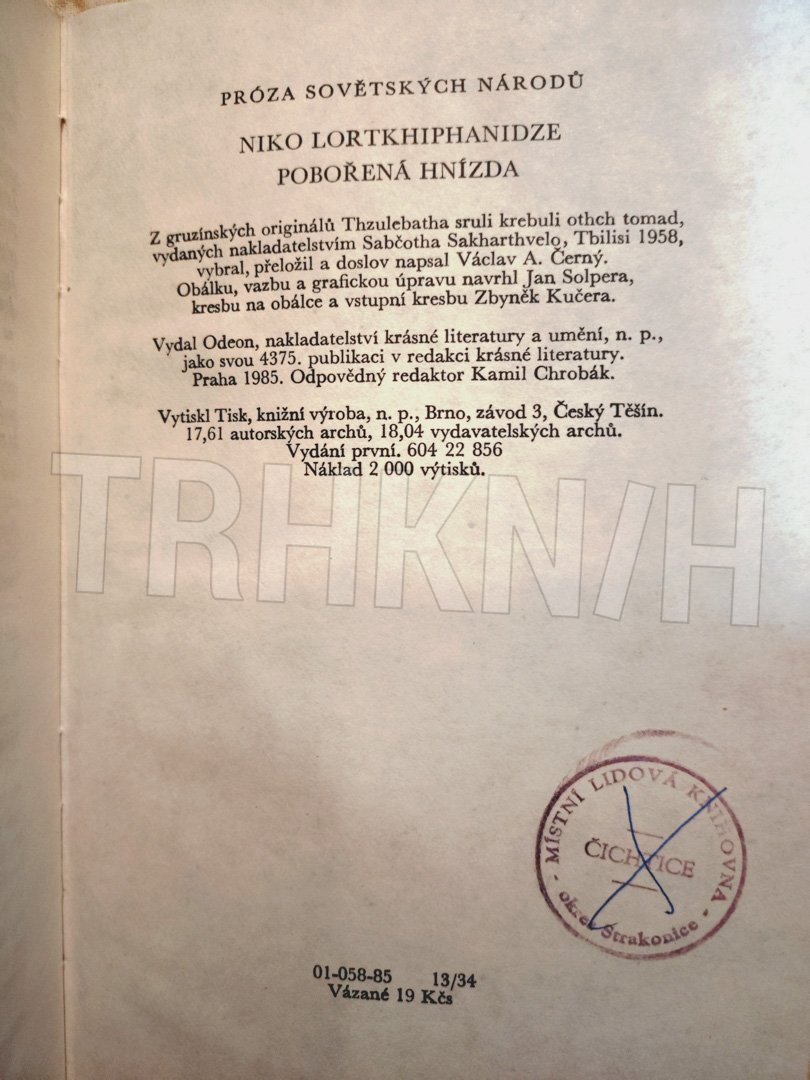 PRÓZA SOVĚTSKÝCH NÁRODŮ
NIKO LORTKHIPHANIDZE
POBOŘENÁ HNÍZDA
Z gruzínských originálů Thzulebatha sruli krebuli othch tomad,
vydaných nakladatelstvím Sabčotha Sakharthvelo, Tbilisi 1958,
vybral, přeložil a doslov napsal Václav A. Černý.
Obálku, vazbu a grafickou úpravu navrhl Jan Solpera,
kresbu na obálce a vstupní kresbu Zbyněk Kučera.
Vydal Odeon, nakladatelství krásné literatury a umění, n. p.,
jako svou 4375. publikaci v redakci krásné literatury.
Praha 1985. Odpovědný redaktor Kamil Chrobák.
Vytiskl Tisk, knižní výroba, n. p., Brno, závod 3, Český Těšín.
17,61 autorských archů, 18,04 vydavatelských archů.
Vydání první. 604 22 856
Náklad 2 000 výtisků.
TRHKN/H
MÍSTNÍ LIDOVÁ KNIHOVNA
ČICHTICE
okres Strakonice
01-058-85 13/34
Vázané 19 Kčs